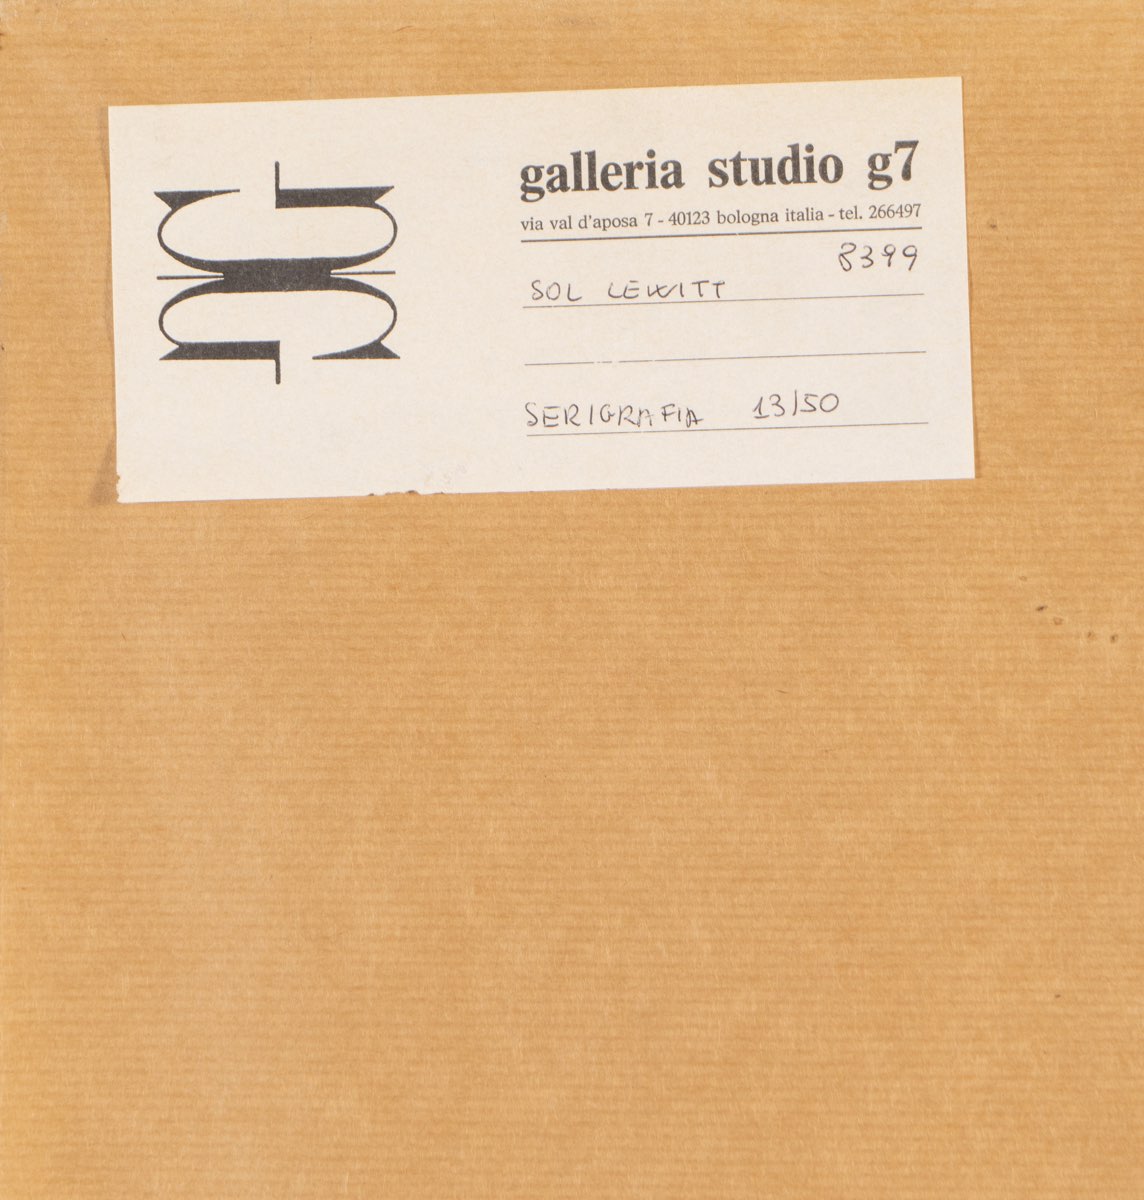 galleria studio g7
via val d'aposa 7 - 40123 bologna italia - tel. 266497
8399
SOL LEWITT
SERIGRAFIA 13/50